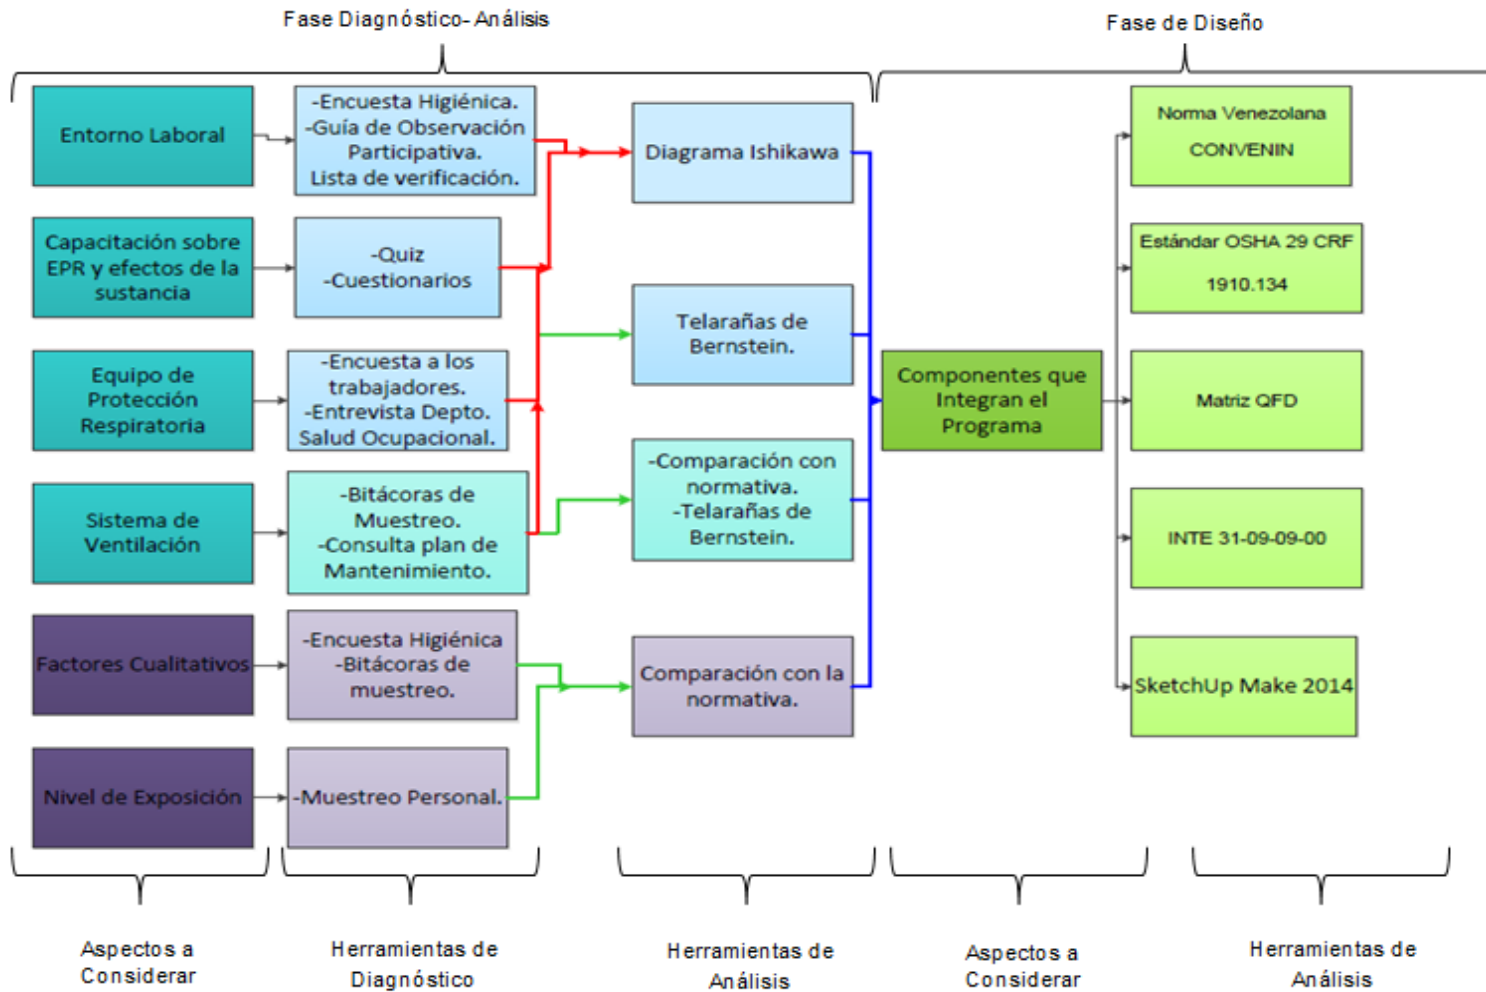 Fase Diagnóstico- Análisis
Fase de Diseño
Entorno Laboral
-Encuesta Higiénica.
-Guía de Observación
Participativa.
Lista de verificación.
Diagrama Ishikawa
Norma Venezolana
CONVENIN
Capacitación sobre
EPR y efectos de la
sustancia
-Quiz
-Cuestionarios
Telarañas de
Bernstein.
Estándar OSHA 29 CRF
1910.134
Equipo de
Protección
Respiratoria
-Encuesta a los
trabajadores.
-Entrevista Depto.
Salud Ocupacional.
Componentes que
Integran el
Programa
Matriz QFD
Sistema de
Ventilación
-Bitácoras de
Muestreo.
-Consulta plan de
Mantenimiento.
-Comparación con
normativa.
-Telarañas de
Bernstein.
INTE 31-09-09-00
Factores Cualitativos
-Encuesta Higiénica
-Bitácoras de
muestreo.
Comparación con la
normativa.
SketchUp Make 2014
Nivel de Exposición
-Muestreo Personal.
Aspectos a
Considerar
Herramientas de
Diagnóstico
Herramientas de
Análisis
Aspectos a
Considerar
Herramientas de
Análisis